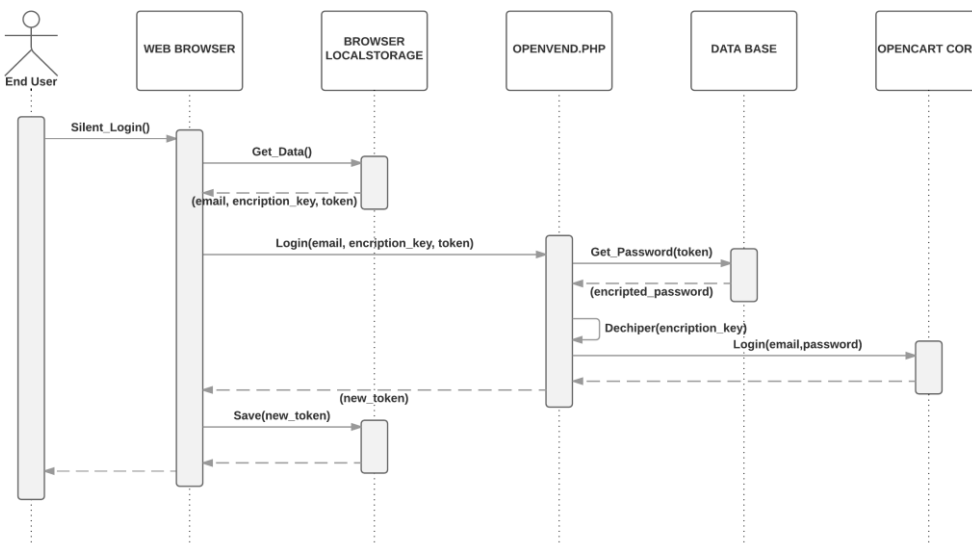 End User
WEB BROWSER
BROWSER
LOCALSTORAGE
OPENVEND.PHP
DATA BASE
OPENCART COR
Silent_Login()
Get_Data()
(email, encription_key, token)
Login(email, encription_key, token)
Get_Password(token)
(encripted_password)
Dechiper(encription_key)
Login(email,password)
(new_token)
Save(new_token)